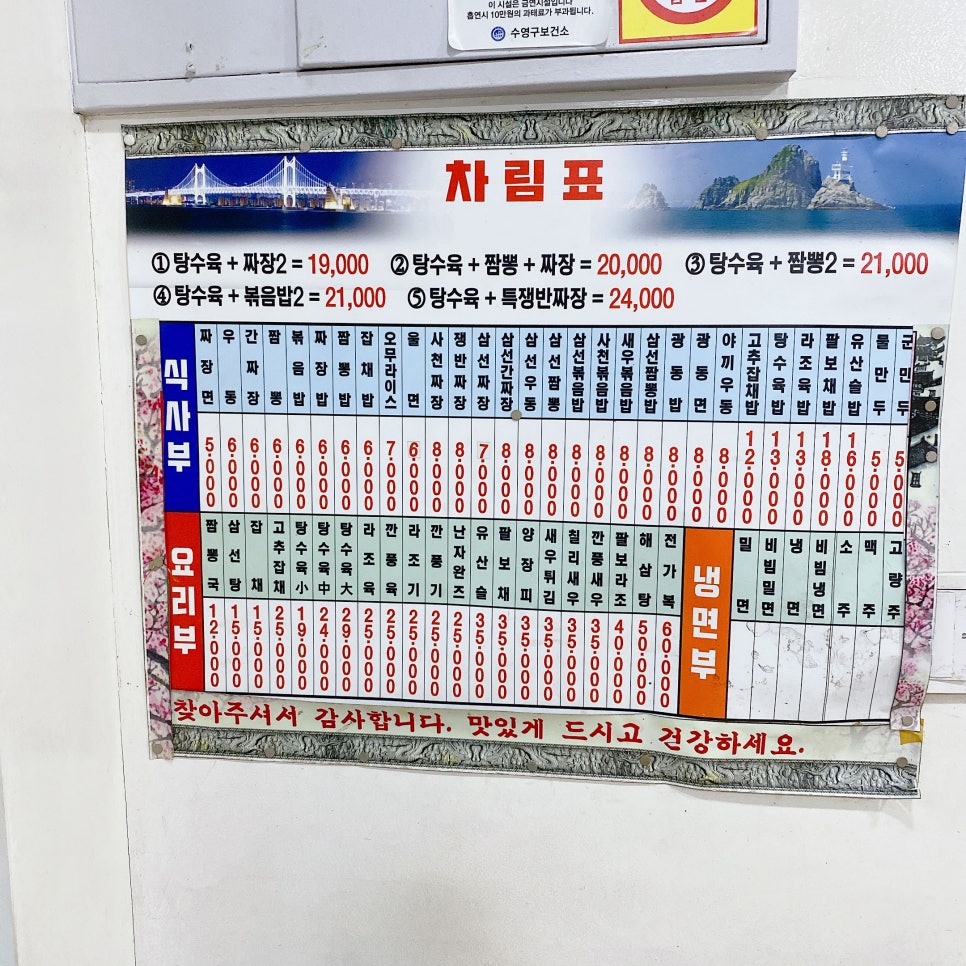 이 시설은 금연시설입니다
흡연시 10만원의 과태료가 부과됩니다.
수영구보건소
차림표
① 탕수육 + 짜장2 = 19,000 ② 탕수육 + 짬뽕 + 짜장 = 20,000 ③ 탕수육 + 짬뽕2 = 21,000
④ 탕수육 + 볶음밥2 = 21,000 ⑤ 탕수육 + 특쟁반짜장 = 24,000
식사부
짜장면 5,000
우동 6,000
간짜장 6,000
짬뽕 6,000
볶음밥 6,000
짜장밥 6,000
짬뽕밥 6,000
잡채밥 6,000
오무라이스 7,000
울면 6,000
사천짜장 8,000
쟁반짜장 8,000
삼선짜장 7,000
삼선간짜장 8,000
삼선우동 8,000
삼선짬뽕 8,000
삼선볶음밥 8,000
사천볶음밥 8,000
새우볶음밥 8,000
삼선짬뽕밥 8,000
광동밥 8,000
광동면 8,000
야끼우동 8,000
고추잡채밥 12,000
탕수육밥 13,000
라조육밥 13,000
팔보채밥 18,000
유산슬밥 16,000
물만두 5,000
군만두 5,000
요리부
짬뽕국 12,000
삼선탕 15,000
잡채 15,000
고추잡채 25,000
탕수육小 19,000
탕수육中 24,000
탕수육大 29,000
라조육 25,000
깐풍육 25,000
라조기 25,000
깐풍기 25,000
난자완즈 25,000
유산슬 35,000
팔보채 35,000
양장피 35,000
새우튀김 35,000
칠리새우 35,000
깐풍새우 35,000
팔보라조 40,000
해삼탕 50,000
전가복 60,000
냉면부
밀면
비빔밀면
냉면
비빔냉면
소주
맥주
고량주
찾아주셔서 감사합니다. 맛있게 드시고 건강하세요.